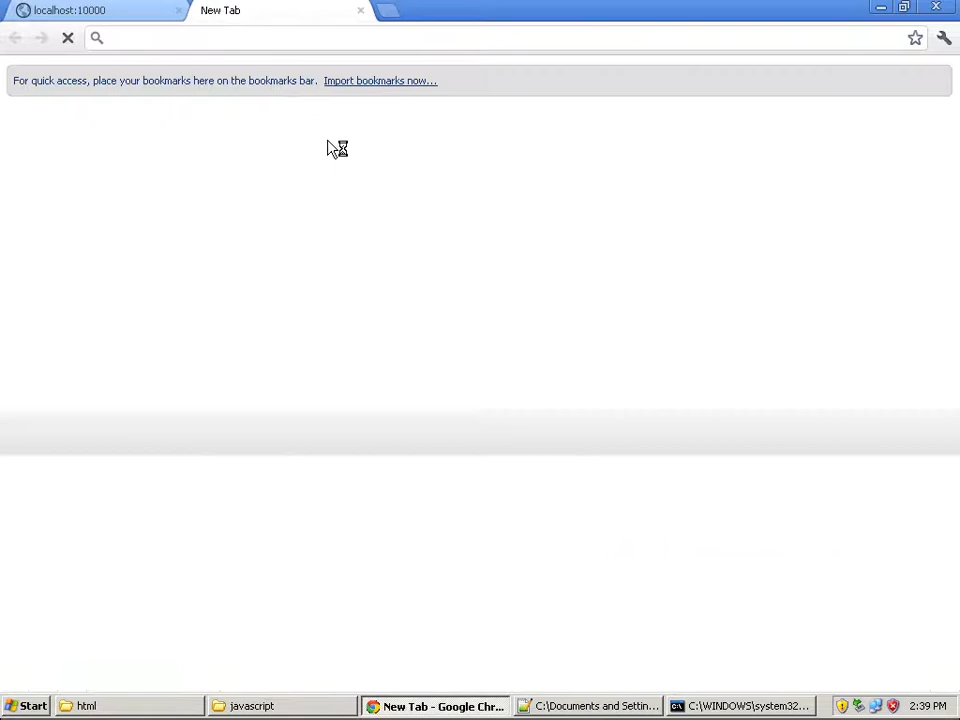 localhost:10000
New Tab
For quick access, place your bookmarks here on the bookmarks bar. Import bookmarks now...
Start
html
javascript
New Tab - Google Chr...
C:\Documents and Settin...
C:\WINDOWS\system32...
2:39 PM